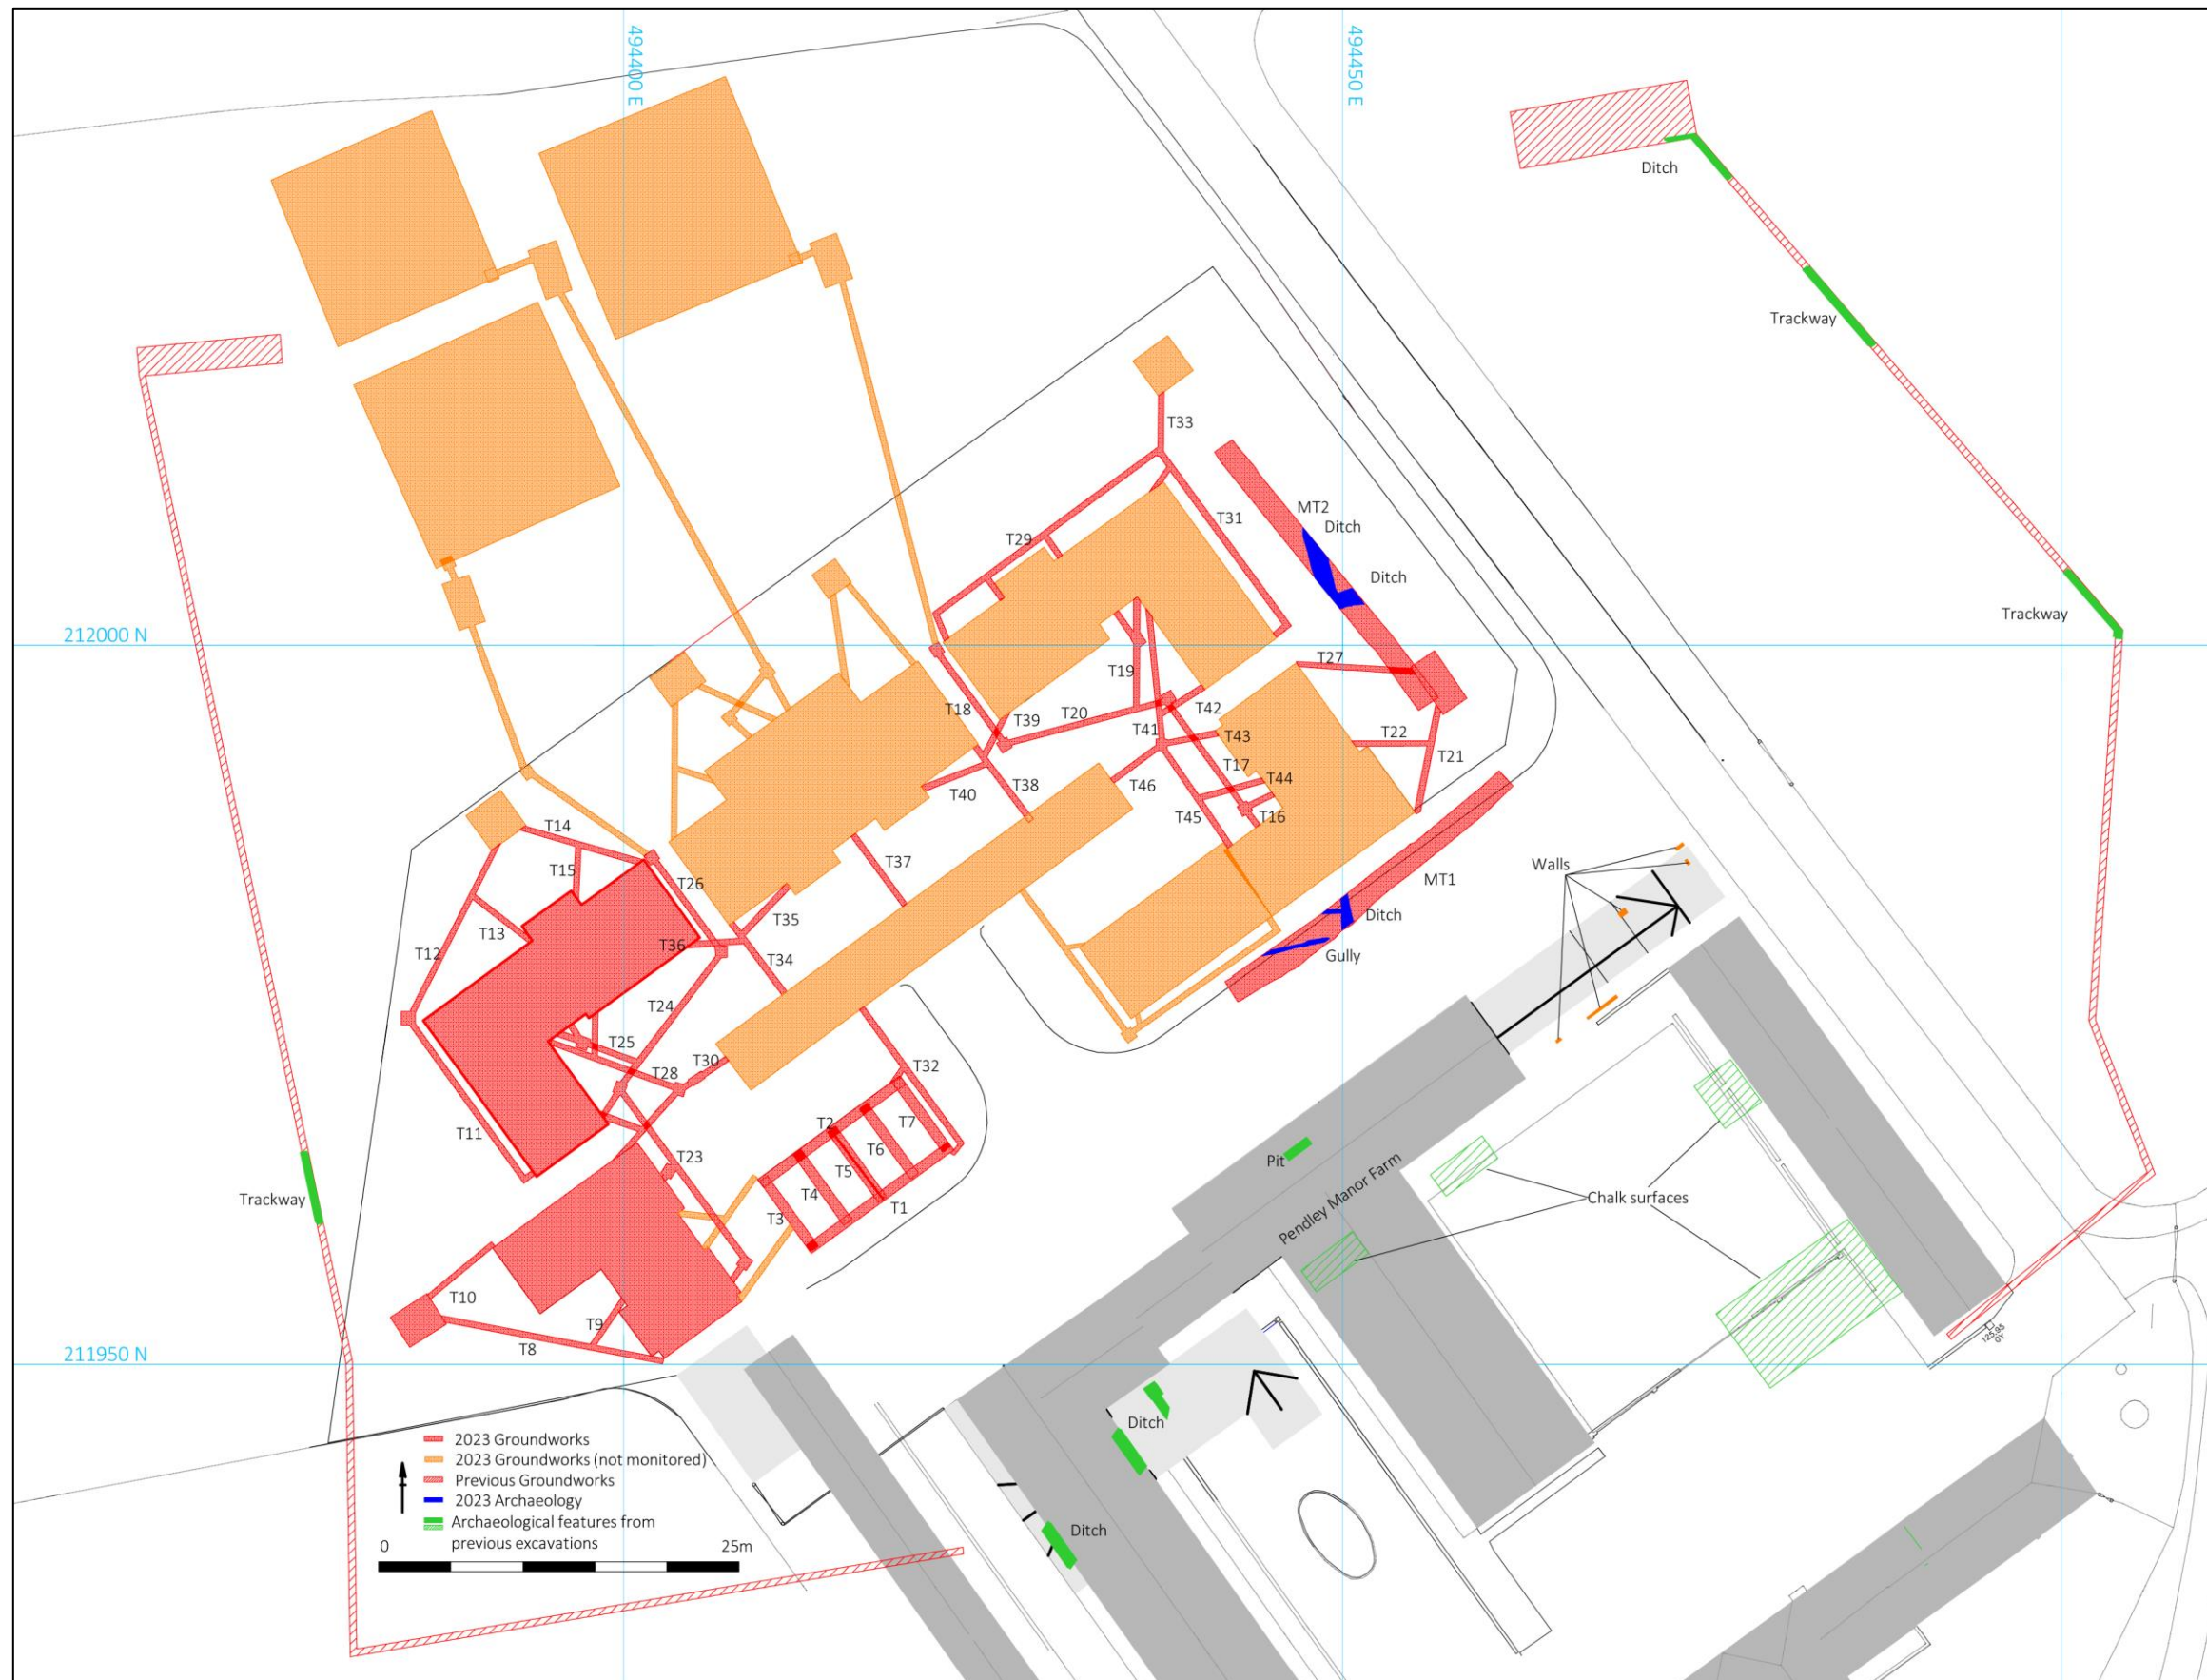 494400 E
494450 E
Ditch
Trackway
T33
MT2
Ditch
T31
T29
Ditch
Trackway
212000 N
T27
T19
T18
T39
T20
T42
T41
T43
T22
T21
T17
T44
T38
T46
T40
T16
T45
T14
T37
Walls
T15
T26
MT1
T35
Ditch
T13
T36
T12
T34
Gully
T24
T25
T30
T28
T32
T2
T7
T11
T6
T23
T5
Pit
T4
Trackway
T1
T3
Pendley Manor Farm
Chalk surfaces
T10
T9
T8
125.95
211950 N
Ditch
2023 Groundworks
2023 Groundworks (not monitored)
Previous Groundworks
2023 Archaeology
Archaeological features from
previous excavations
Ditch
0 25m